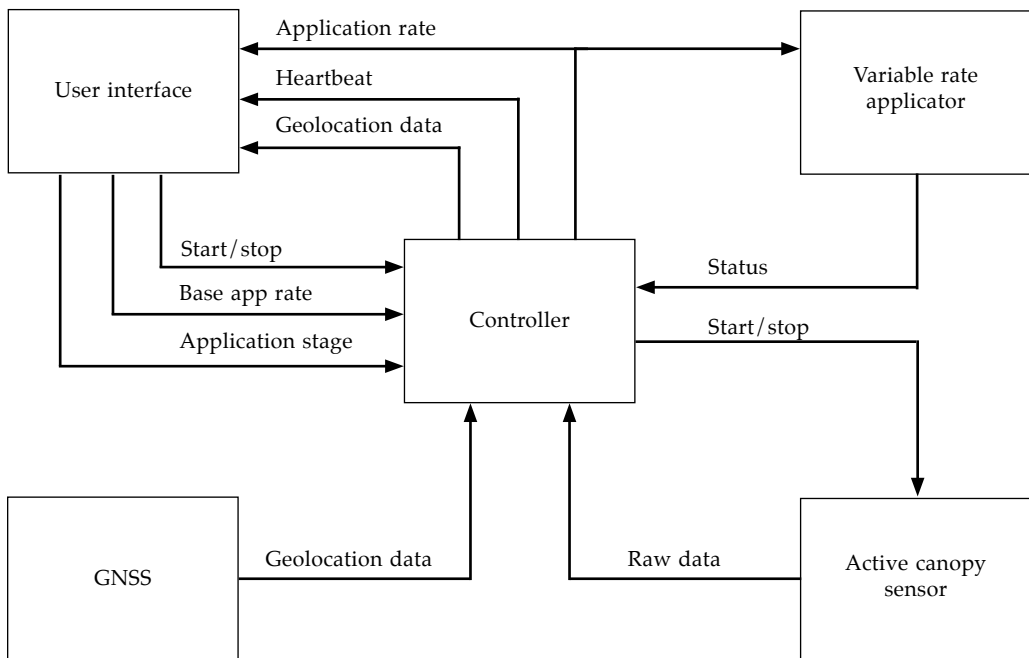 Application rate
User interface
Heartbeat
Variable rate
applicator
Geolocation data
Start/stop
Status
Base app rate
Controller
Start/stop
Application stage
Geolocation data
Raw data
GNSS
Active canopy
sensor